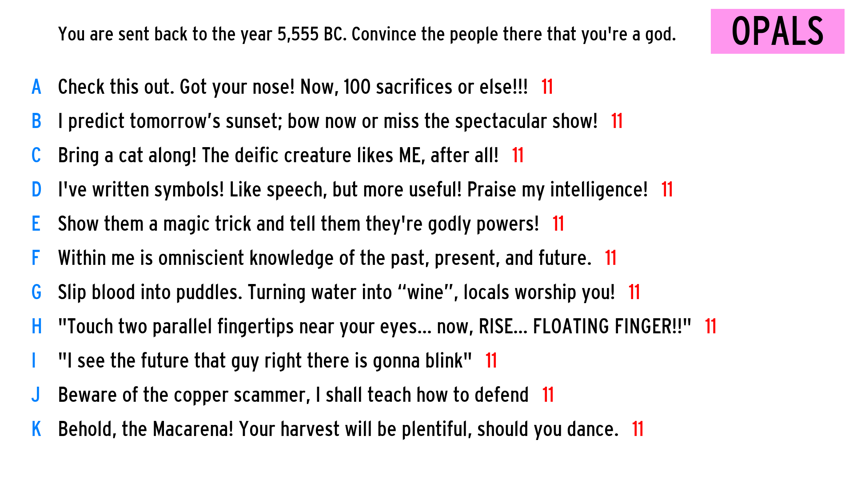 You are sent back to the year 5,555 BC. Convince the people there that you're a god.
OPALS
A Check this out. Got your nose! Now, 100 sacrifices or else!!! 11
B I predict tomorrow’s sunset; bow now or miss the spectacular show! 11
C Bring a cat along! The deific creature likes ME, after all! 11
D I've written symbols! Like speech, but more useful! Praise my intelligence! 11
E Show them a magic trick and tell them they're godly powers! 11
F Within me is omniscient knowledge of the past, present, and future. 11
G Slip blood into puddles. Turning water into “wine”, locals worship you! 11
H "Touch two parallel fingertips near your eyes... now, RISE... FLOATING FINGER!!" 11
I "I see the future that guy right there is gonna blink" 11
J Beware of the copper scammer, I shall teach how to defend 11
K Behold, the Macarena! Your harvest will be plentiful, should you dance. 11